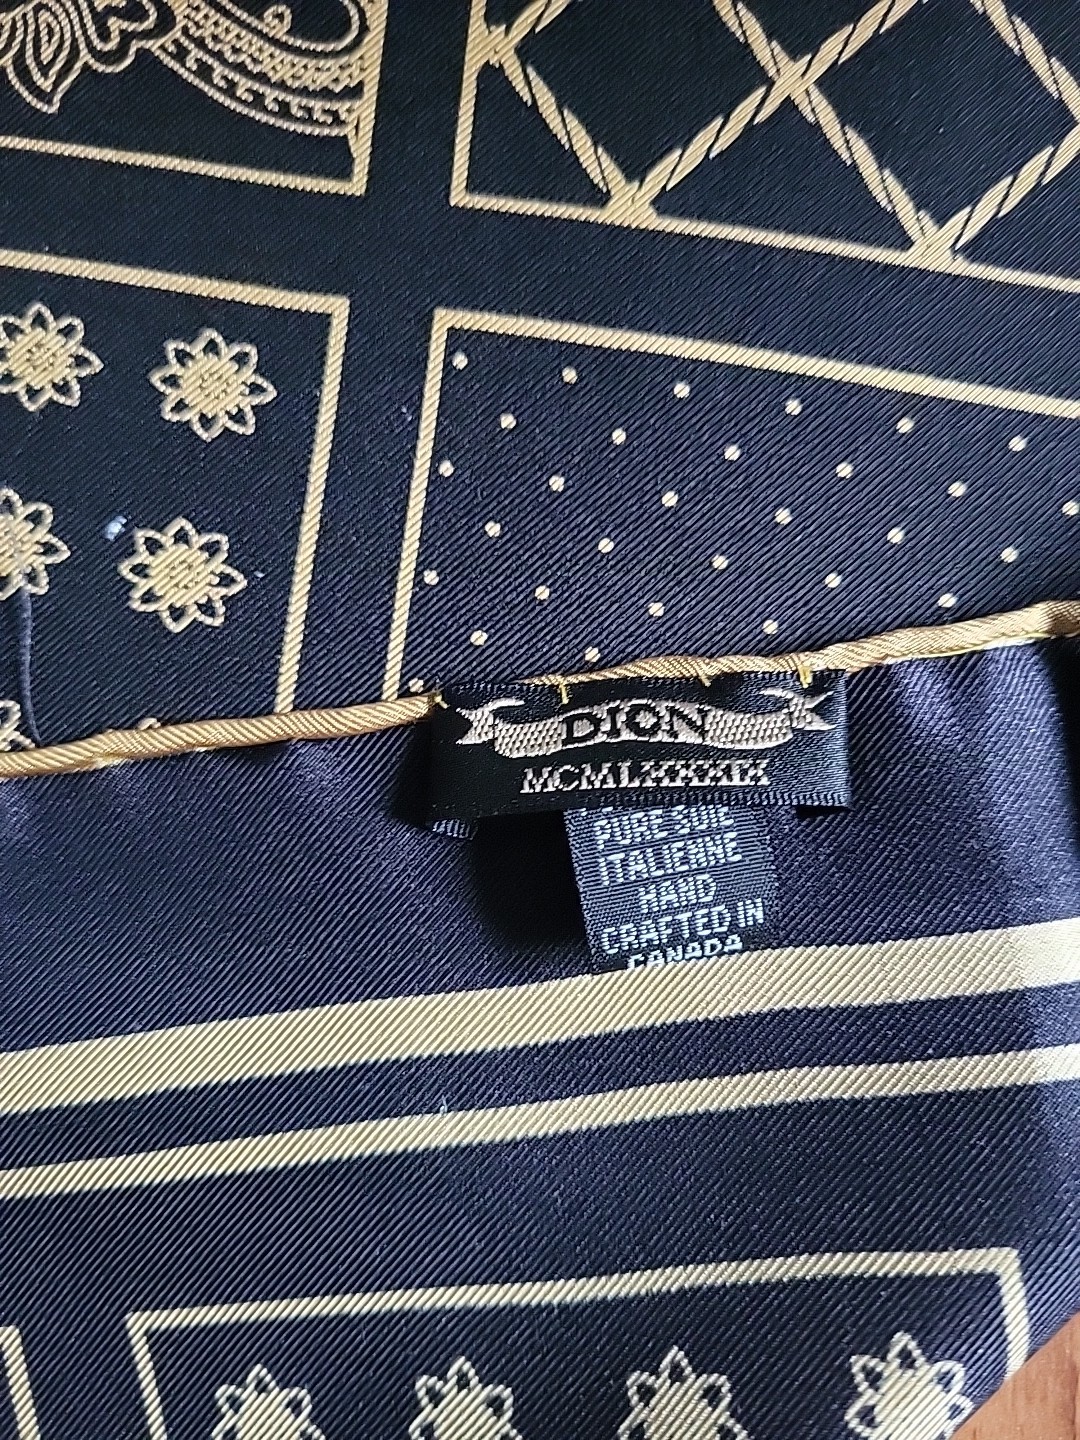 DION
MCMLXXXIX
PURE SOIE
ITALIENNE
HAND
CRAFTED IN
CANADA